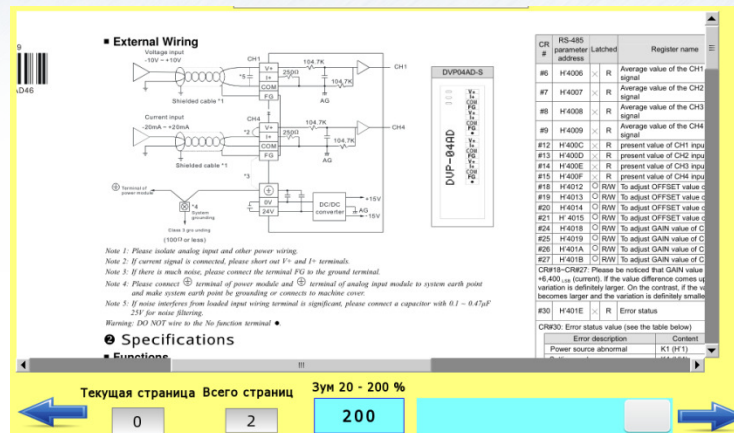 9
AD46
■ External Wiring
Voltage input
-10V ~ +10V
CH1
V+
I+
COM
FG
*5
250Ω
104.7K
104.7K
CH1
AG
Shielded cable *1
Current input
-20mA ~ +20mA
CH4
V+
I+
COM
FG
*2
250Ω
104.7K
104.7K
CH4
AG
Shielded cable *1
*3
Terminal of
power module
*4
System
grounding
Class 3 grounding
(100Ω or less)
0V
24V
DC/DC
converter
+15V
AG
-15V
DVP04AD-S
DVP-04AD
V+
I+
COM
FG
V+
I+
COM
FG
V+
I+
COM
FG
V+
I+
COM
FG
Note 1: Please isolate analog input and other power wiring.
Note 2: If current signal is connected, please short out V+ and I+ terminals.
Note 3: If there is much noise, please connect the terminal FG to the ground terminal.
Note 4: Please connect ⏚ terminal of power module and ⏚ terminal of analog input module to system earth point
and make system earth point be grounding or connects to machine cover.
Note 5: If noise interferes from loaded input wiring terminal is significant, please connect a capacitor with 0.1 ~ 0.47μF
25V for noise filtering.
Warning: DO NOT wire to the No function terminal ●.
❷ Specifications
■ Functions
CR # RS-485 parameter address Latched Register name
#6 H'4006 × R Average value of the CH1 signal
#7 H'4007 × R Average value of the CH2 signal
#8 H'4008 × R Average value of the CH3 signal
#9 H'4009 × R Average value of the CH4 signal
#12 H'400C × R present value of CH1 inpu
#13 H'400D × R present value of CH2 inpu
#14 H'400E × R present value of CH3 inpu
#15 H'400F × R present value of CH4 inpu
#18 H'4012 O R/W To adjust OFFSET value o
#19 H'4013 O R/W To adjust OFFSET value o
#20 H'4014 O R/W To adjust OFFSET value o
#21 H' 4015 O R/W To adjust OFFSET value o
#24 H'4018 O R/W To adjust GAIN value of C
#25 H'4019 O R/W To adjust GAIN value of C
#26 H'401A O R/W To adjust GAIN value of C
#27 H'401B O R/W To adjust GAIN value of C
CR#18~CR#27: Please be noticed that GAIN value
+6,400 LSB (current). If the value difference comes up
variation is definitely larger. On the contrast, if the va
becomes larger and the variation is definitely smalle
#30 H'401E × R Error status
CR#30: Error status value (see the table below)
Error description Content
Power source abnormal K1 (H'1)
Текущая страница
0
Всего страниц
2
Зум 20 - 200 %
200